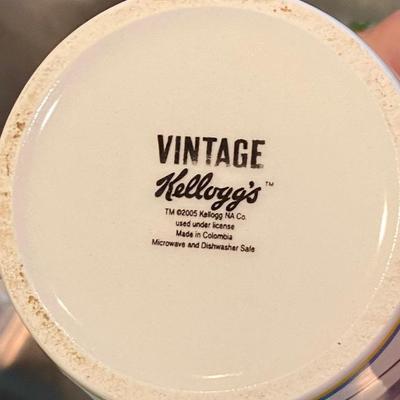 VINTAGE
Kellogg's™
TM ©2005 Kellogg NA Co.
used under license
Made in Colombia
Microwave and Dishwasher Safe